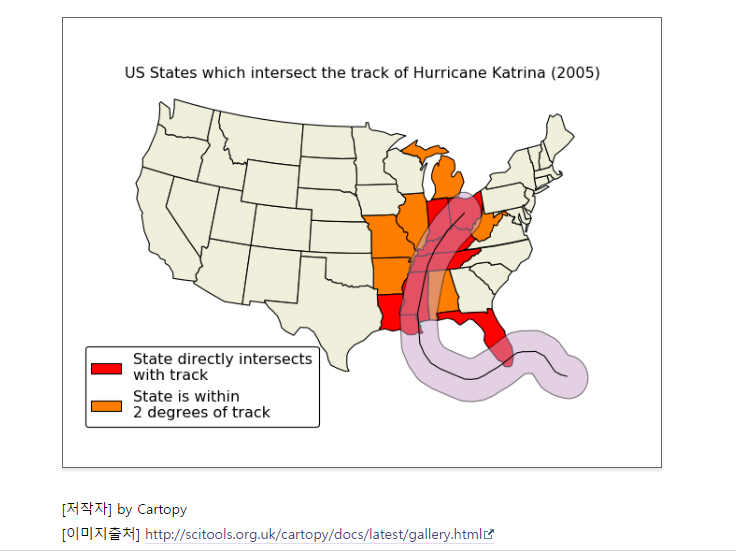 US States which intersect the track of Hurricane Katrina (2005)
State directly intersects
with track
State is within
2 degrees of track
[저작자] by Cartopy
[이미지출처] http://scitools.org.uk/cartopy/docs/latest/gallery.html